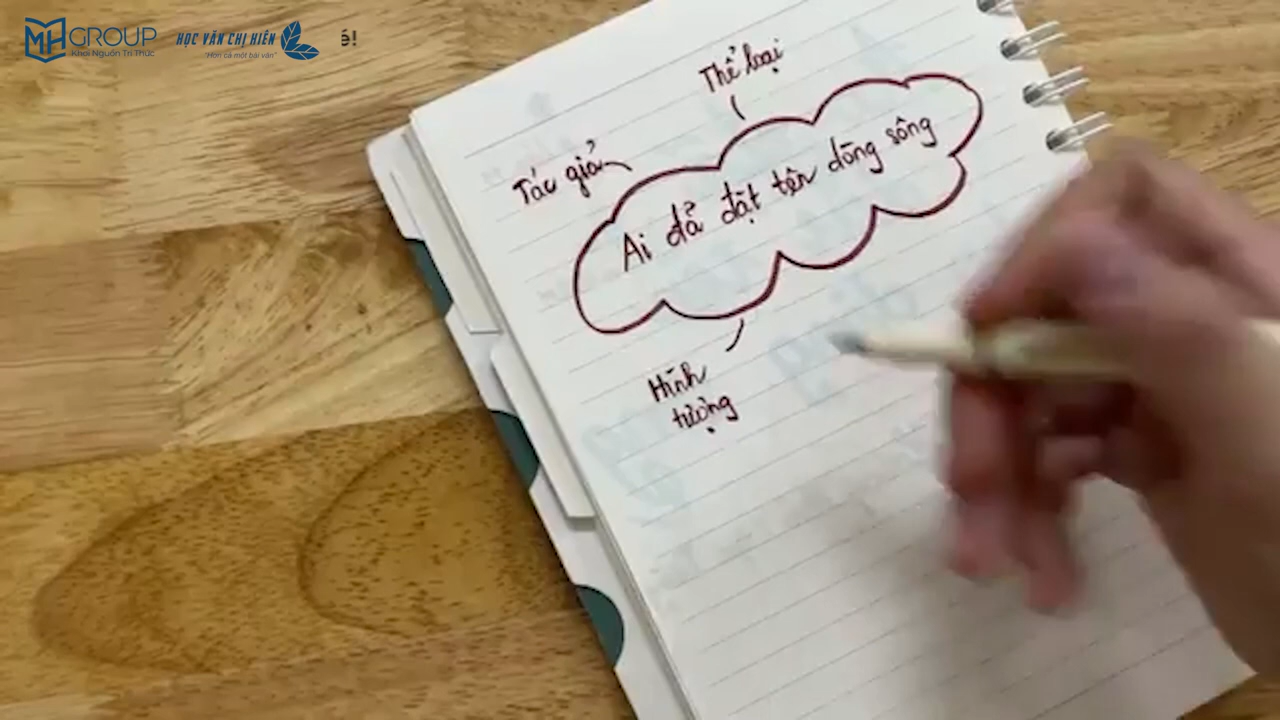 MH GROUP
Khơi Nguồn Tri Thức
HỌC VĂN CHỊ HIÊN
"Hơn cả một bài văn"
é!
Thể loại
Tác giả
Ai đã đặt tên dòng sông
Hình
tượng